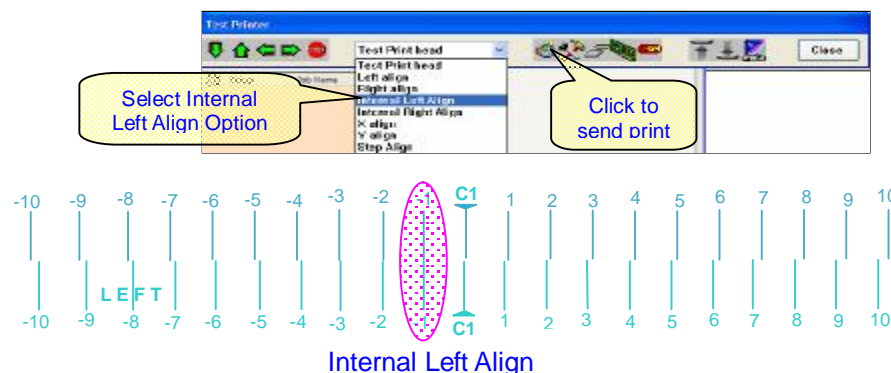 Test Printer
Test Print head
Close
Test Print head
Left align
Right align
Internal Left Align
Internal Right Align
X align
Y align
Step Align
Job Name
Select Internal
Left Align Option
Click to
send print
-10 -9 -8 -7 -6 -5 -4 -3 -2 -1 C1 1 2 3 4 5 6 7 8 9 10
LEFT
-10 -9 -8 -7 -6 -5 -4 -3 -2 -1 C1 1 2 3 4 5 6 7 8 9 10
Internal Left Align